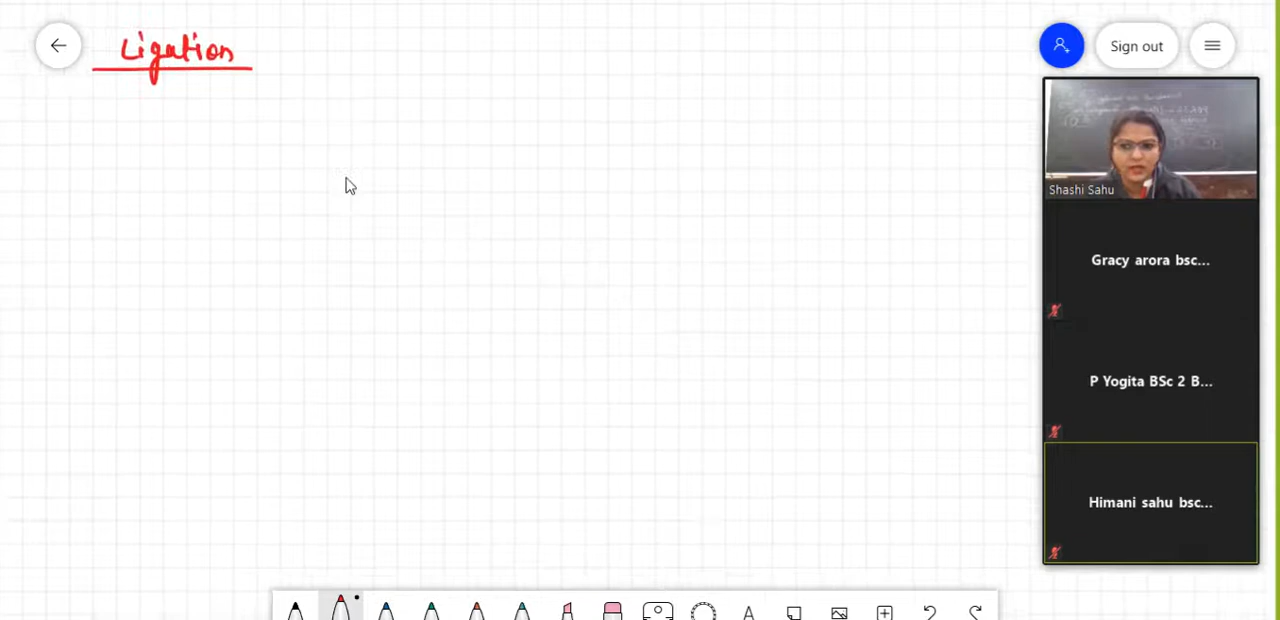 Ligation
Sign out
Shashi Sahu
Gracy arora bsc...
P Yogita BSc 2 B...
Himani sahu bsc...
A